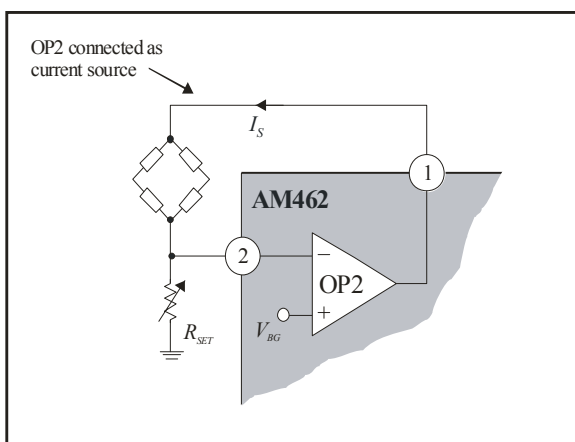 OP2 connected as
current source
I_S
1
AM462
2
−
OP2
+
V_BG
R_SET